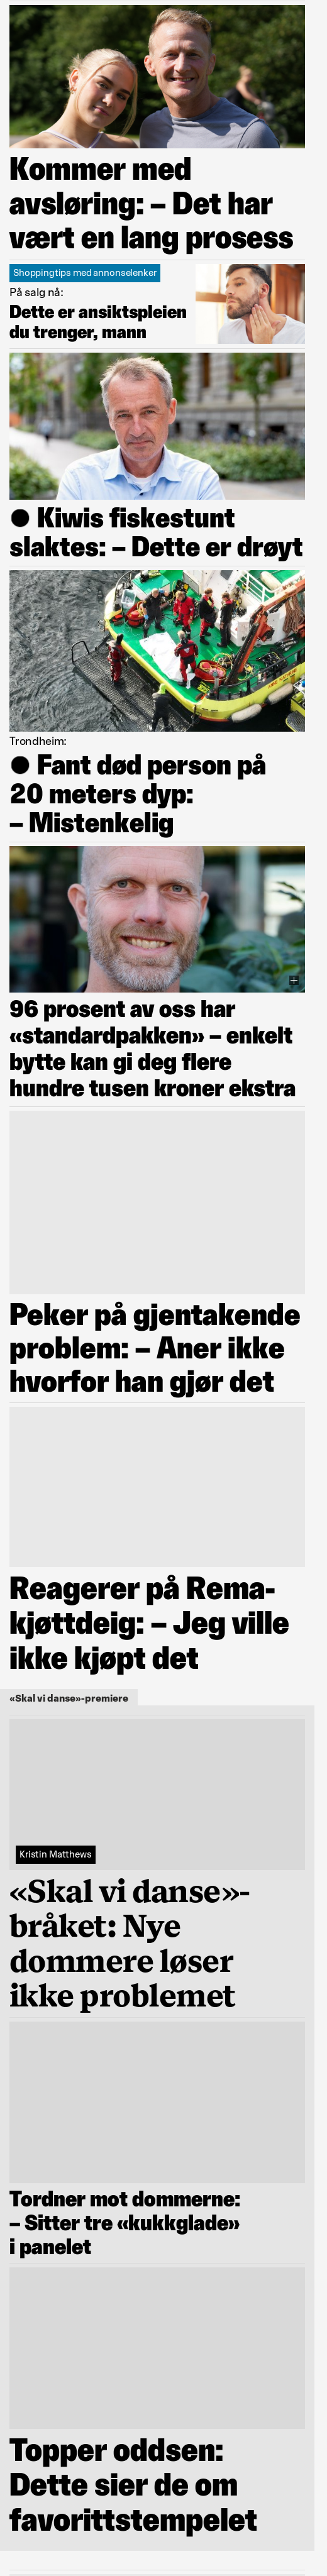 Kommer med
avsløring: – Det har
vært en lang prosess
Shoppingtips med annonselenker
På salg nå:
Dette er ansiktspleien
du trenger, mann
● Kiwis fiskestunt
slaktes: – Dette er drøyt
Trondheim:
● Fant død person på
20 meters dyp:
– Mistenkelig
96 prosent av oss har
«standardpakken» – enkelt
bytte kan gi deg flere
hundre tusen kroner ekstra
Peker på gjentakende
problem: – Aner ikke
hvorfor han gjør det
Reagerer på Rema-
kjøttdeig: – Jeg ville
ikke kjøpt det
«Skal vi danse»-premiere
Kristin Matthews
«Skal vi danse»-
bråket: Nye
dommere løser
ikke problemet
Tordner mot dommerne:
– Sitter tre «kukkglade»
i panelet
Topper oddsen:
Dette sier de om
favorittstempelet